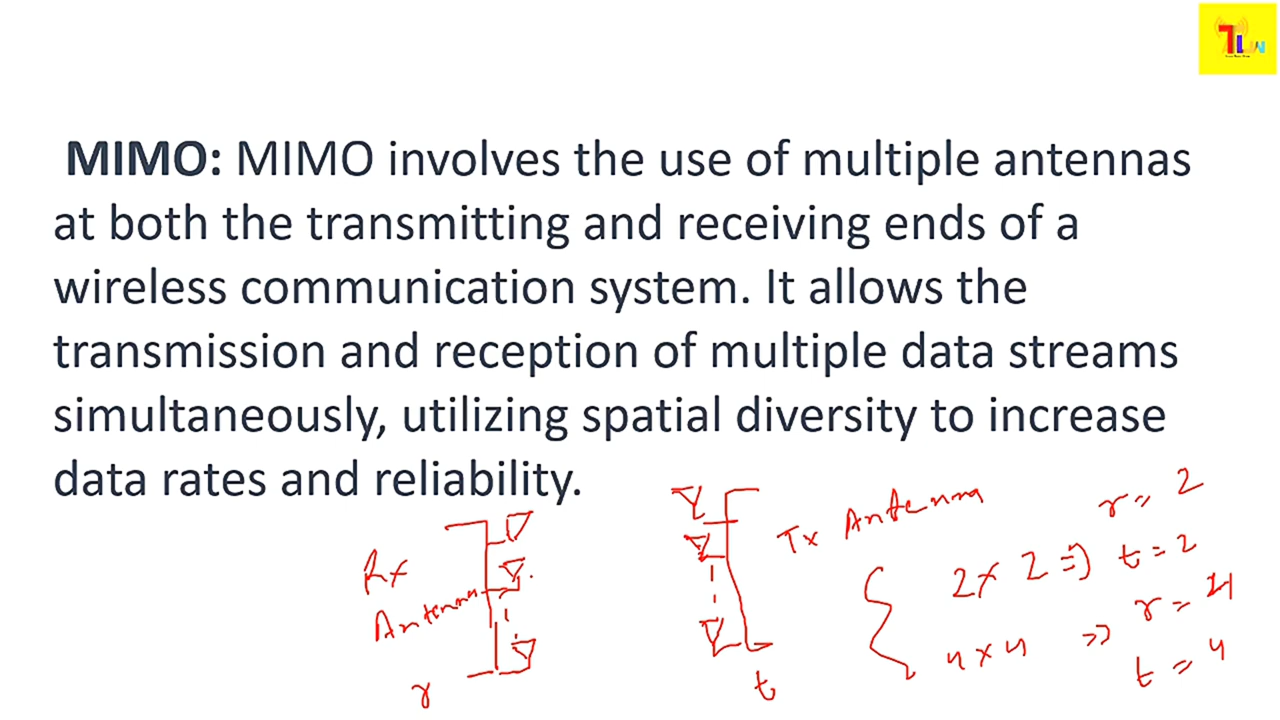 TLW
MIMO: MIMO involves the use of multiple antennas
at both the transmitting and receiving ends of a
wireless communication system. It allows the
transmission and reception of multiple data streams
simultaneously, utilizing spatial diversity to increase
data rates and reliability.
Rx
Antenna
r
Tx Antenna
t
2 x 2 => r = 2
t = 2
4 x 4 => r = 4
t = 4